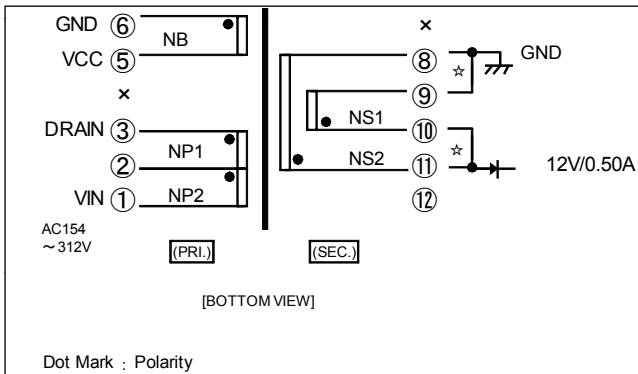 GND ⑥ NB
VCC ⑤
×
DRAIN ③ NP1
②
VIN ① NP2
AC154
～312V
(PRI.)
×
⑧ ☆ GND
⑨
NS1 ⑩
NS2 ⑪ ☆ 12V/0.50A
⑫
(SEC.)
[BOTTOM VIEW]
Dot Mark : Polarity